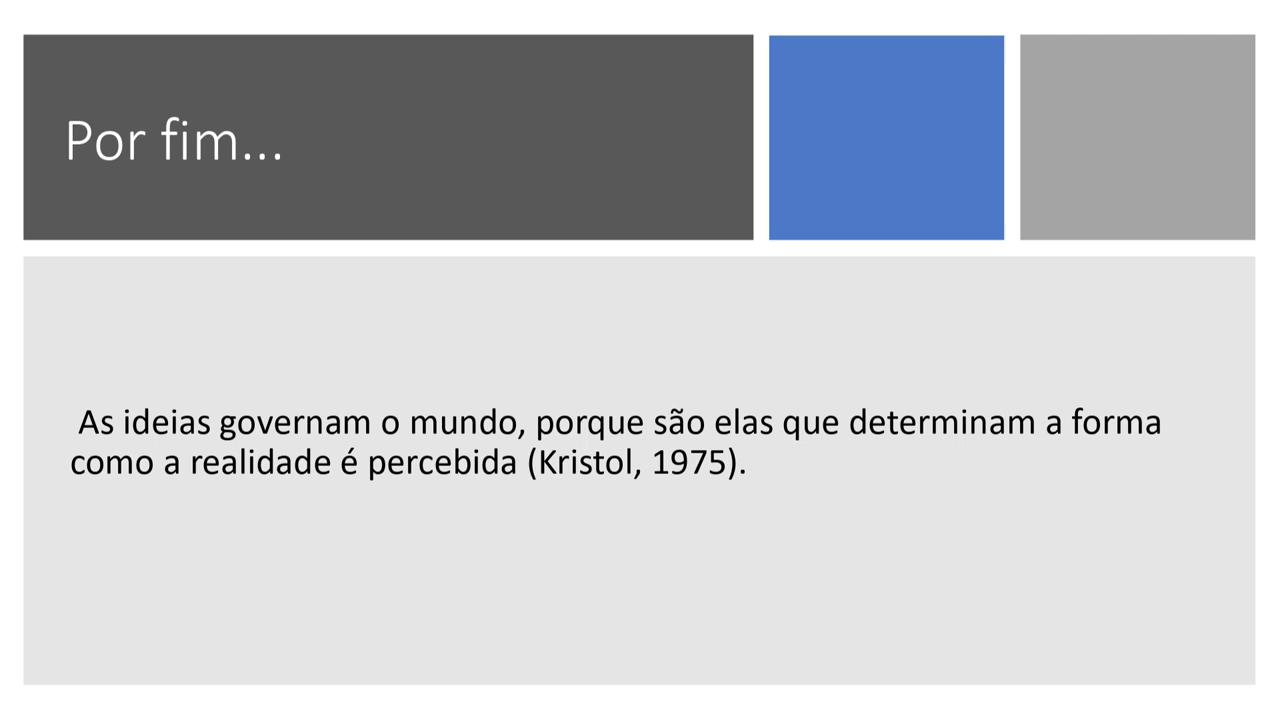 Por fim...
As ideias governam o mundo, porque são elas que determinam a forma
como a realidade é percebida (Kristol, 1975).